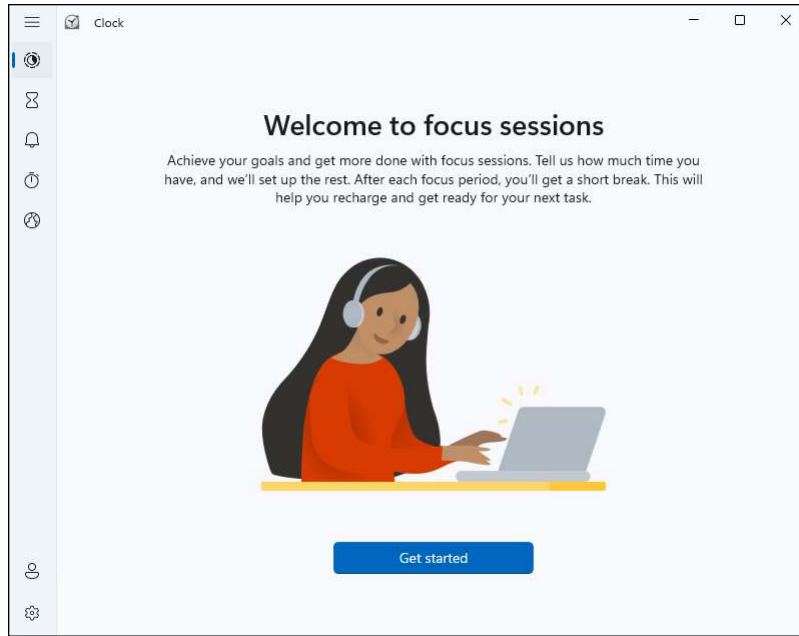 Clock
Welcome to focus sessions
Achieve your goals and get more done with focus sessions. Tell us how much time you
have, and we'll set up the rest. After each focus period, you'll get a short break. This will
help you recharge and get ready for your next task.
Get started